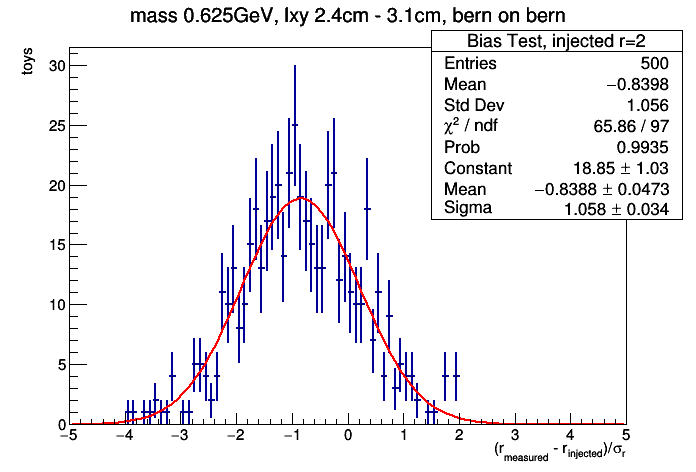 mass 0.625GeV, lxy 2.4cm - 3.1cm, bern on bern
Bias Test, injected r=2
Entries 500
Mean −0.8398
Std Dev 1.056
χ² / ndf 65.86 / 97
Prob 0.9935
Constant 18.85 ± 1.03
Mean −0.8388 ± 0.0473
Sigma 1.058 ± 0.034
toys
30
25
20
15
10
5
0
−5 −4 −3 −2 −1 0 1 2 3 4 5
(r_measured - r_injected)/σ_r